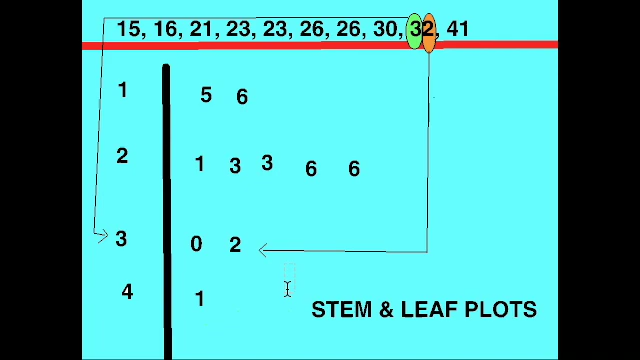 15, 16, 21, 23, 23, 26, 26, 30, 32, 41
1 5 6
2 1 3 3 6 6
3 0 2
4 1
STEM & LEAF PLOTS